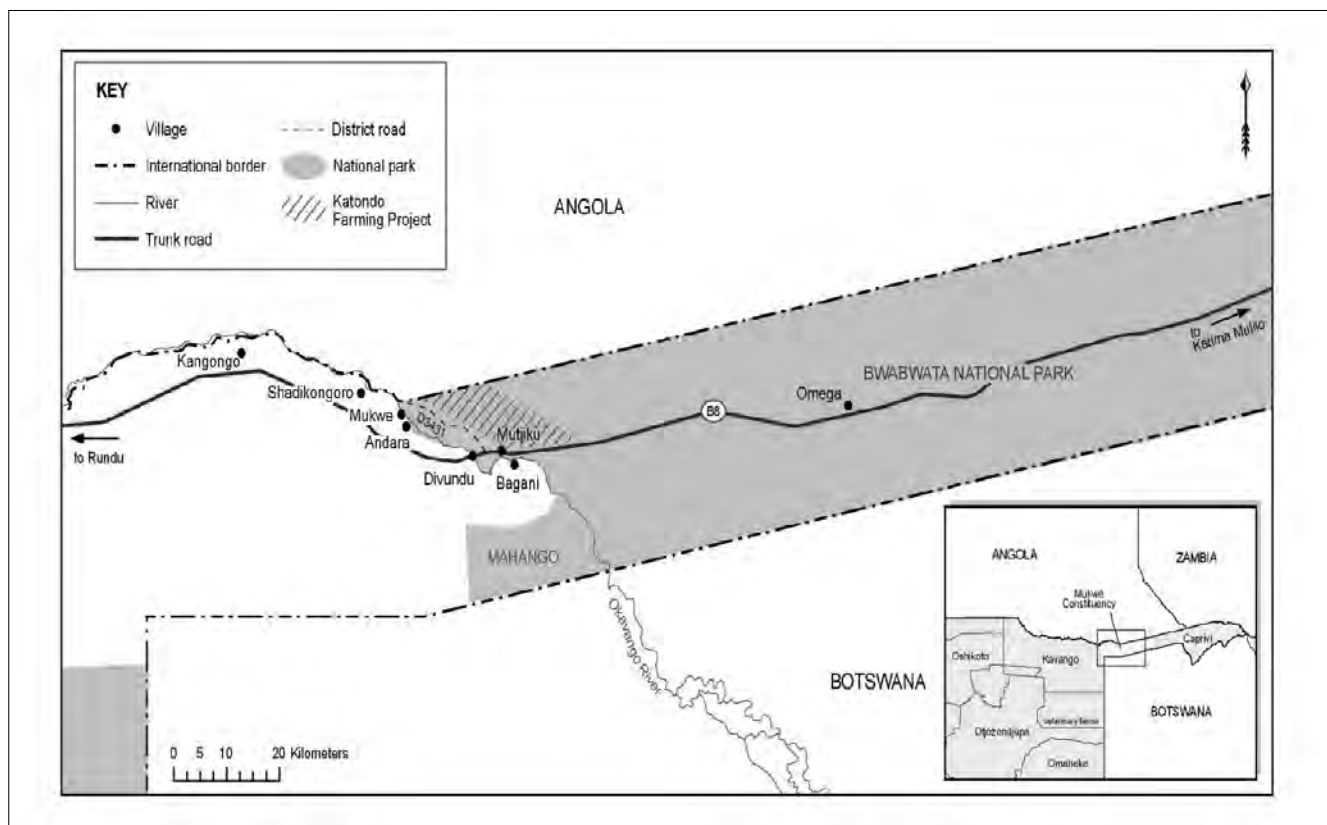 KEY
Village
International border
River
Trunk road
District road
National park
Katondo
Farming Project
ANGOLA
BWABWATA NATIONAL PARK
to
Katima Mulilo
Kangongo
Shadikongoro
Mukwe
Andara
D3431
Mutjiku
Divundu
Bagani
Omega
B8
to Rundu
MAHANGO
Okavango River
BOTSWANA
0 5 10 20 Kilometers
ANGOLA
ZAMBIA
Mukwe
Constituency
Caprivi
Oshikoto
Kavango
Otjozondjupa
veterinary fence
Omaheke
BOTSWANA